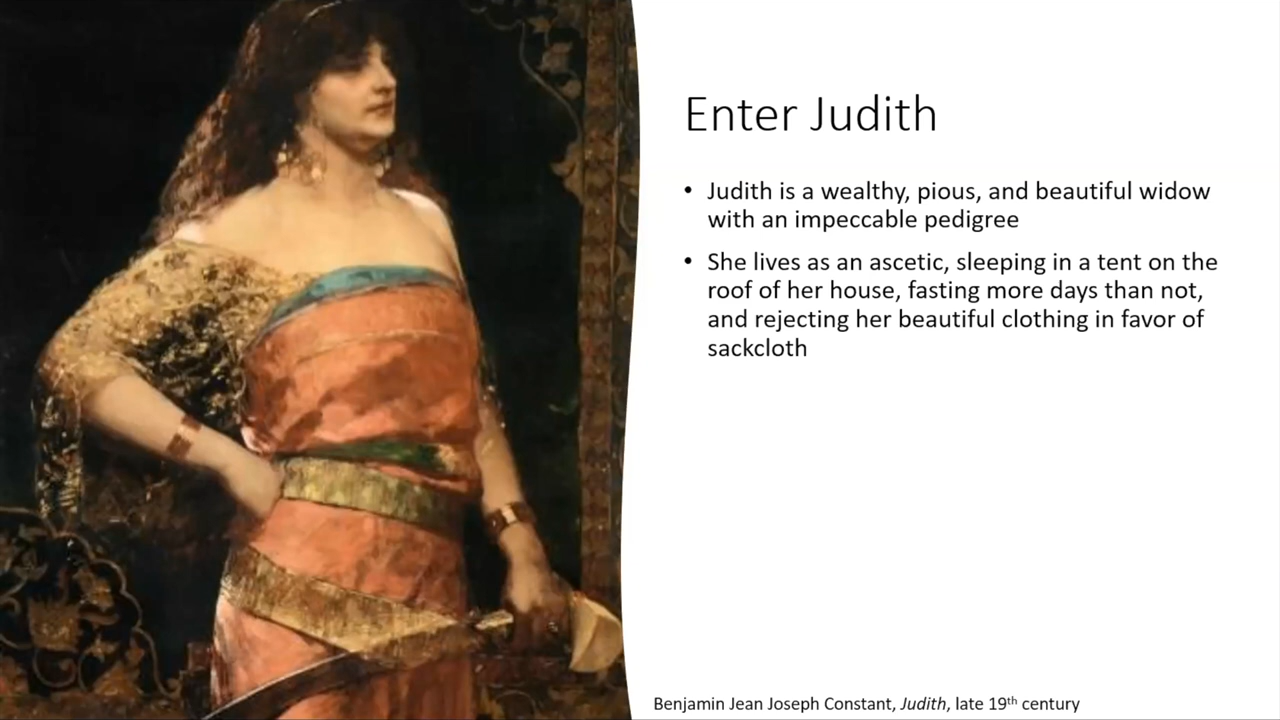 Enter Judith
• Judith is a wealthy, pious, and beautiful widow
with an impeccable pedigree
• She lives as an ascetic, sleeping in a tent on the
roof of her house, fasting more days than not,
and rejecting her beautiful clothing in favor of
sackcloth
Benjamin Jean Joseph Constant, Judith, late 19th century